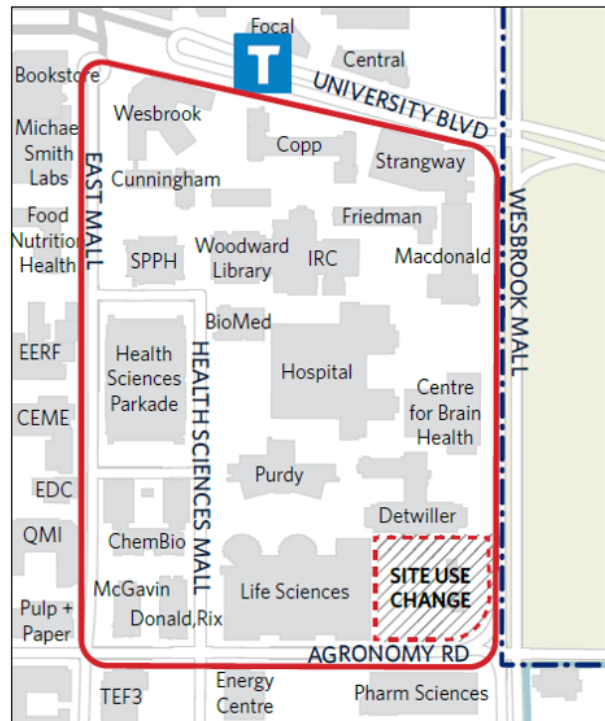 Focal
T
Central
UNIVERSITY BLVD
Bookstore
Wesbrook
Michae
Smith
Labs
Copp
Strangway
EAST MALL
Cunningham
WESBROOK MALL
Food
Nutrition
Health
Friedman
SPPH
Woodward
Library
IRC
Macdonald
BioMed
EERF
Health
Sciences
Parkade
HEALTH SCIENCES MALL
Hospital
Centre
for Brain
Health
CEME
Purdy
EDC
Detwiller
QMI
ChemBio
SITE USE
CHANGE
McGavin
Life Sciences
Pulp +
Paper
Donald,Rix
AGRONOMY RD
TEF3
Energy
Centre
Pharm Sciences